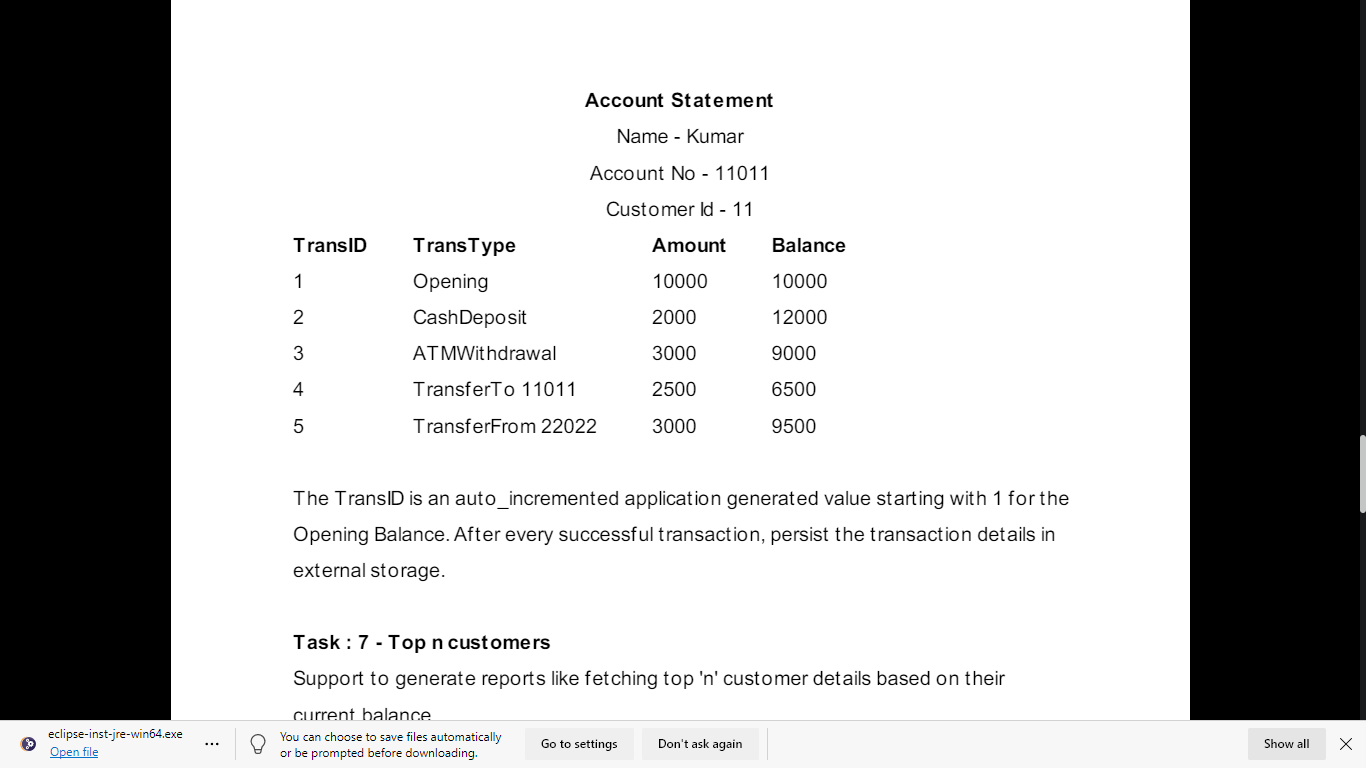 Account Statement
Name - Kumar
Account No - 11011
Customer Id - 11
TransID TransType Amount Balance
1 Opening 10000 10000
2 CashDeposit 2000 12000
3 ATMWithdrawal 3000 9000
4 TransferTo 11011 2500 6500
5 TransferFrom 22022 3000 9500
The TransID is an auto_incremented application generated value starting with 1 for the
Opening Balance. After every successful transaction, persist the transaction details in
external storage.
Task : 7 - Top n customers
Support to generate reports like fetching top 'n' customer details based on their
current balance
eclipse-inst-jre-win64.exe
Open file
You can choose to save files automatically
or be prompted before downloading.
Go to settings
Don't ask again
Show all